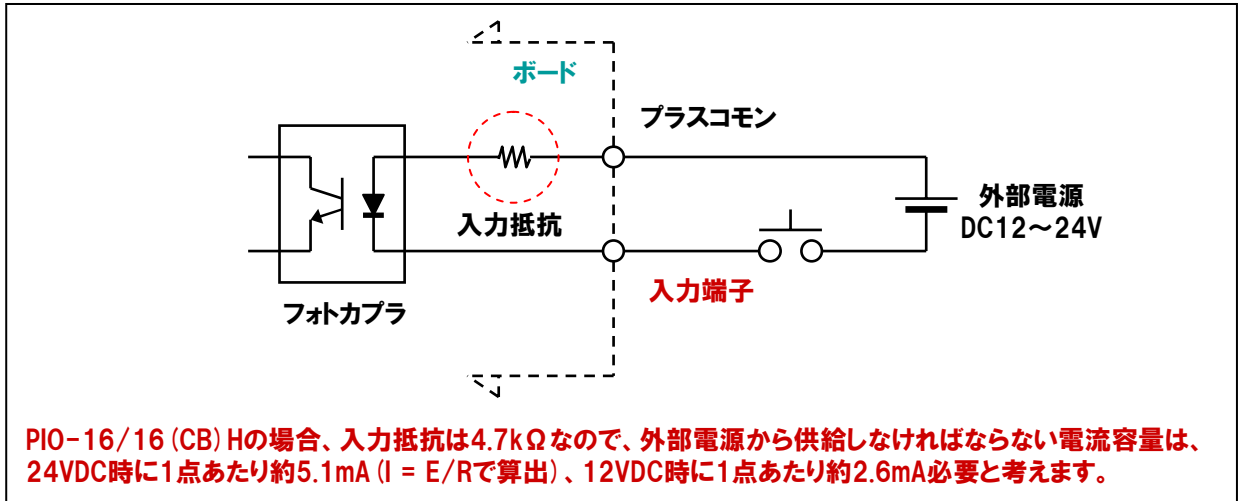 ボード
プラスコモン
外部電源
DC12～24V
入力抵抗
入力端子
フォトカプラ
PIO-16/16(CB)Hの場合、入力抵抗は4.7kΩなので、外部電源から供給しなければならない電流容量は、
24VDC時に1点あたり約5.1mA(I = E/Rで算出)、12VDC時に1点あたり約2.6mA必要と考えます。